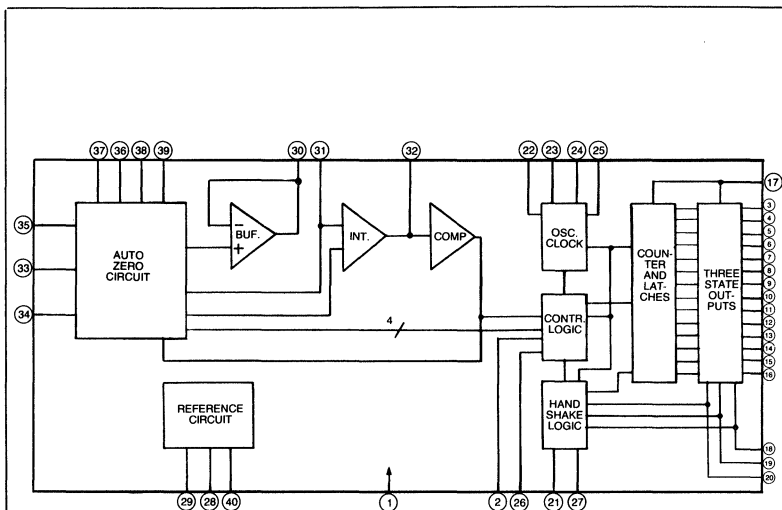 37 36 38 39 30 31 32 22 23 24 25
17
35
33
34
AUTO
ZERO
CIRCUIT
−
BUF.
+
INT.
COMP
OSC.
CLOCK
COUN-
TER
AND
LAT-
CHES
THREE
STATE
OUT-
PUTS
3
4
5
6
7
8
9
10
11
12
13
14
15
16
4
CONTR.
LOGIC
REFERENCE
CIRCUIT
HAND
SHAKE
LOGIC
18
19
20
29 28 40 1 2 26 21 27